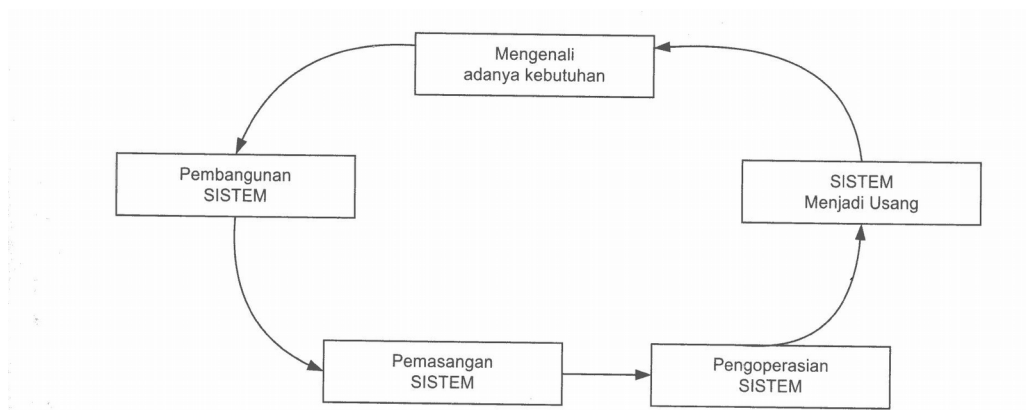 Mengenali
adanya kebutuhan
Pembangunan
SISTEM
SISTEM
Menjadi Usang
Pemasangan
SISTEM
Pengoperasian
SISTEM